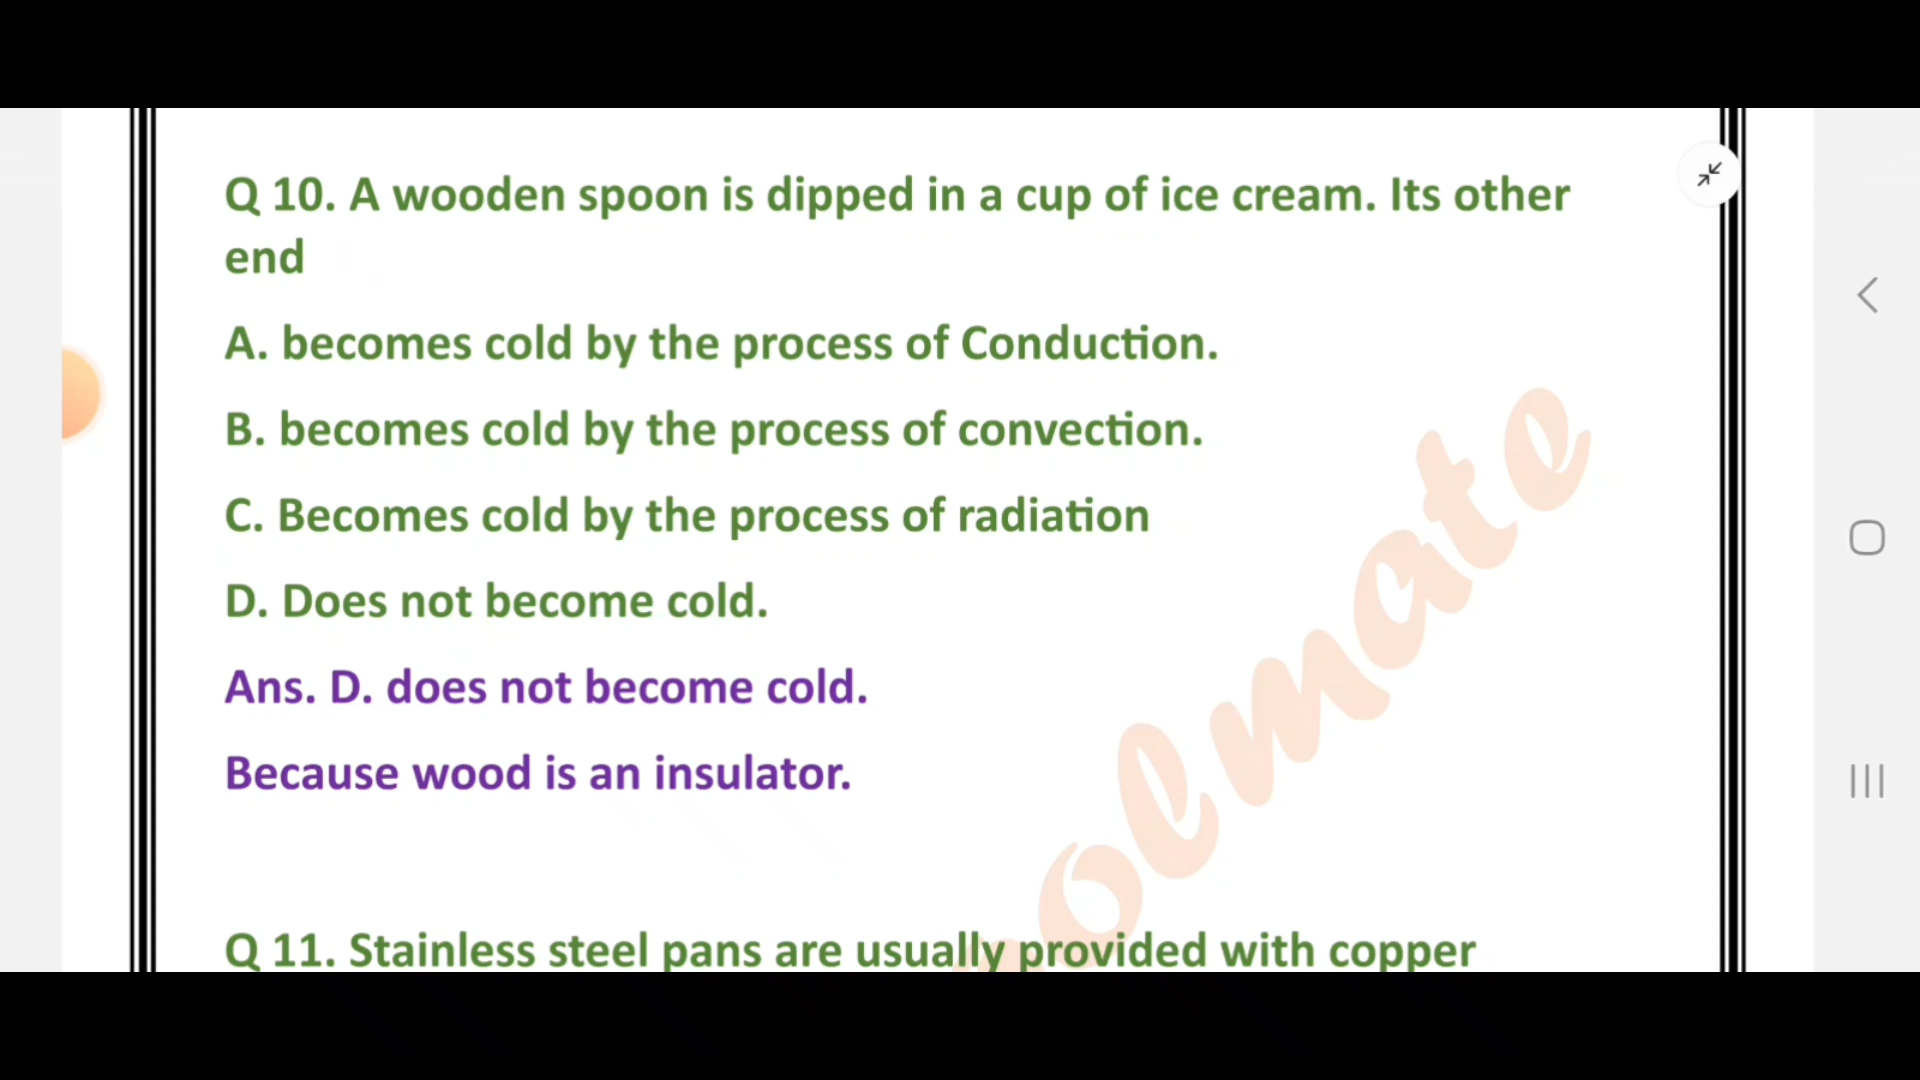 Q 10. A wooden spoon is dipped in a cup of ice cream. Its other
end
A. becomes cold by the process of Conduction.
B. becomes cold by the process of convection.
C. Becomes cold by the process of radiation
D. Does not become cold.
Ans. D. does not become cold.
Because wood is an insulator.
olmate
Q 11. Stainless steel pans are usually provided with copper